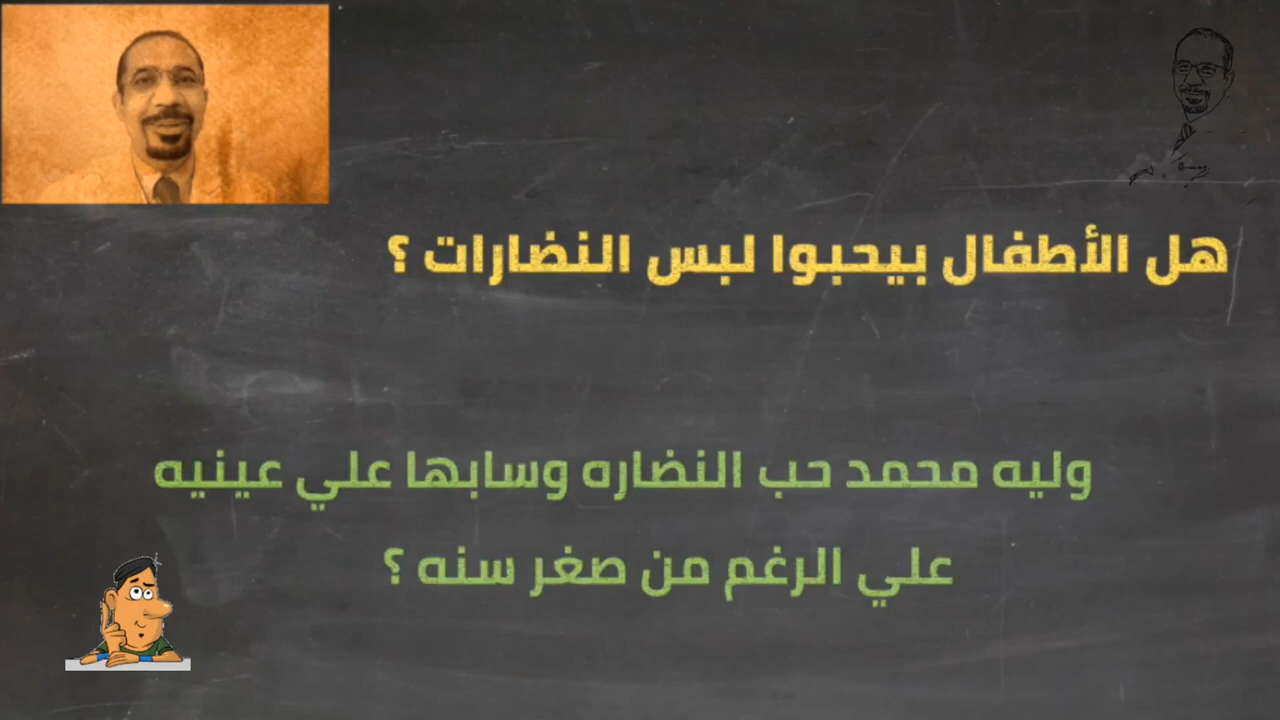 هل الأطفال بيحبوا لبس النضارات ؟
وليه محمد حب النضاره وسابها علي عينيه
علي الرغم من صغر سنه ؟